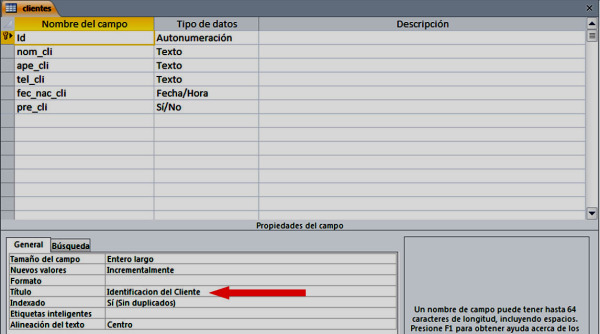 clientes
Nombre del campo Tipo de datos Descripción
Id Autonumeración
nom_cli Texto
ape_cli Texto
tel_cli Texto
fec_nac_cli Fecha/Hora
pre_cli Sí/No
Propiedades del campo
General Búsqueda
Tamaño del campo Entero largo
Nuevos valores Incrementalmente
Formato
Título Identificacion del Cliente
Indexado Sí (Sin duplicados)
Etiquetas inteligentes
Alineación del texto Centro
Un nombre de campo puede tener hasta 64
caracteres de longitud, incluyendo espacios.
Presione F1 para obtener ayuda acerca de los